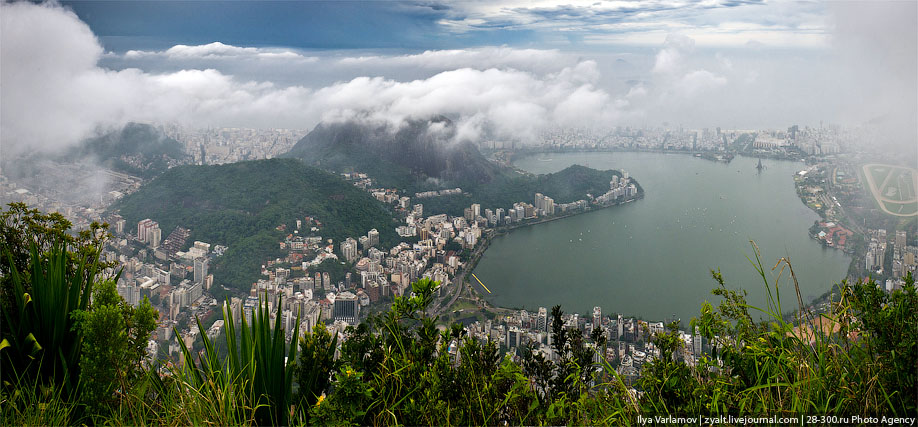 Ilya Varlamov | zyalt.livejournal.com | 28-300.ru Photo Agency